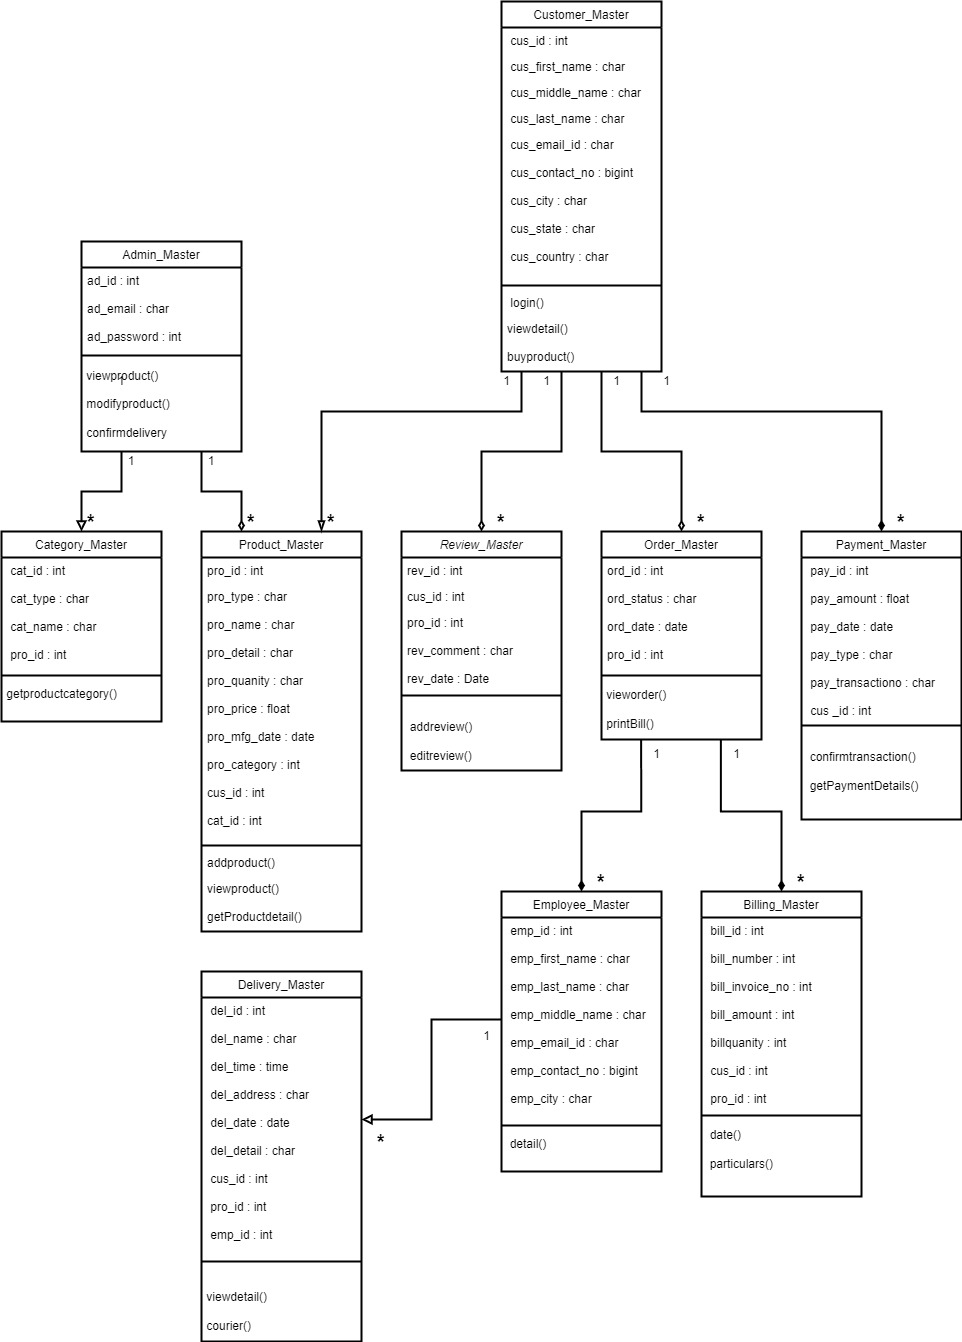 Customer_Master
cus_id : int
cus_first_name : char
cus_middle_name : char
cus_last_name : char
cus_email_id : char
cus_contact_no : bigint
cus_city : char
cus_state : char
cus_country : char
login()
viewdetail()
buyproduct()
1
1
1
1
Admin_Master
ad_id : int
ad_email : char
ad_password : int
viewproduct()
modifyproduct()
confirmdelivery
1
1
*
*
*
*
*
*
Category_Master
cat_id : int
cat_type : char
cat_name : char
pro_id : int
getproductcategory()
Product_Master
pro_id : int
pro_type : char
pro_name : char
pro_detail : char
pro_quanity : char
pro_price : float
pro_mfg_date : date
pro_category : int
cus_id : int
cat_id : int
addproduct()
viewproduct()
getProductdetail()
Review_Master
rev_id : int
cus_id : int
pro_id : int
rev_comment : char
rev_date : Date
addreview()
editreview()
Order_Master
ord_id : int
ord_status : char
ord_date : date
pro_id : int
vieworder()
printBill()
1
1
Payment_Master
pay_id : int
pay_amount : float
pay_date : date
pay_type : char
pay_transactiono : char
cus _id : int
confirmtransaction()
getPaymentDetails()
*
*
Employee_Master
emp_id : int
emp_first_name : char
emp_last_name : char
emp_middle_name : char
emp_email_id : char
emp_contact_no : bigint
emp_city : char
detail()
1
Billing_Master
bill_id : int
bill_number : int
bill_invoice_no : int
bill_amount : int
billquanity : int
cus_id : int
pro_id : int
date()
particulars()
Delivery_Master
del_id : int
del_name : char
del_time : time
del_address : char
del_date : date
del_detail : char
cus_id : int
pro_id : int
emp_id : int
viewdetail()
courier()
*